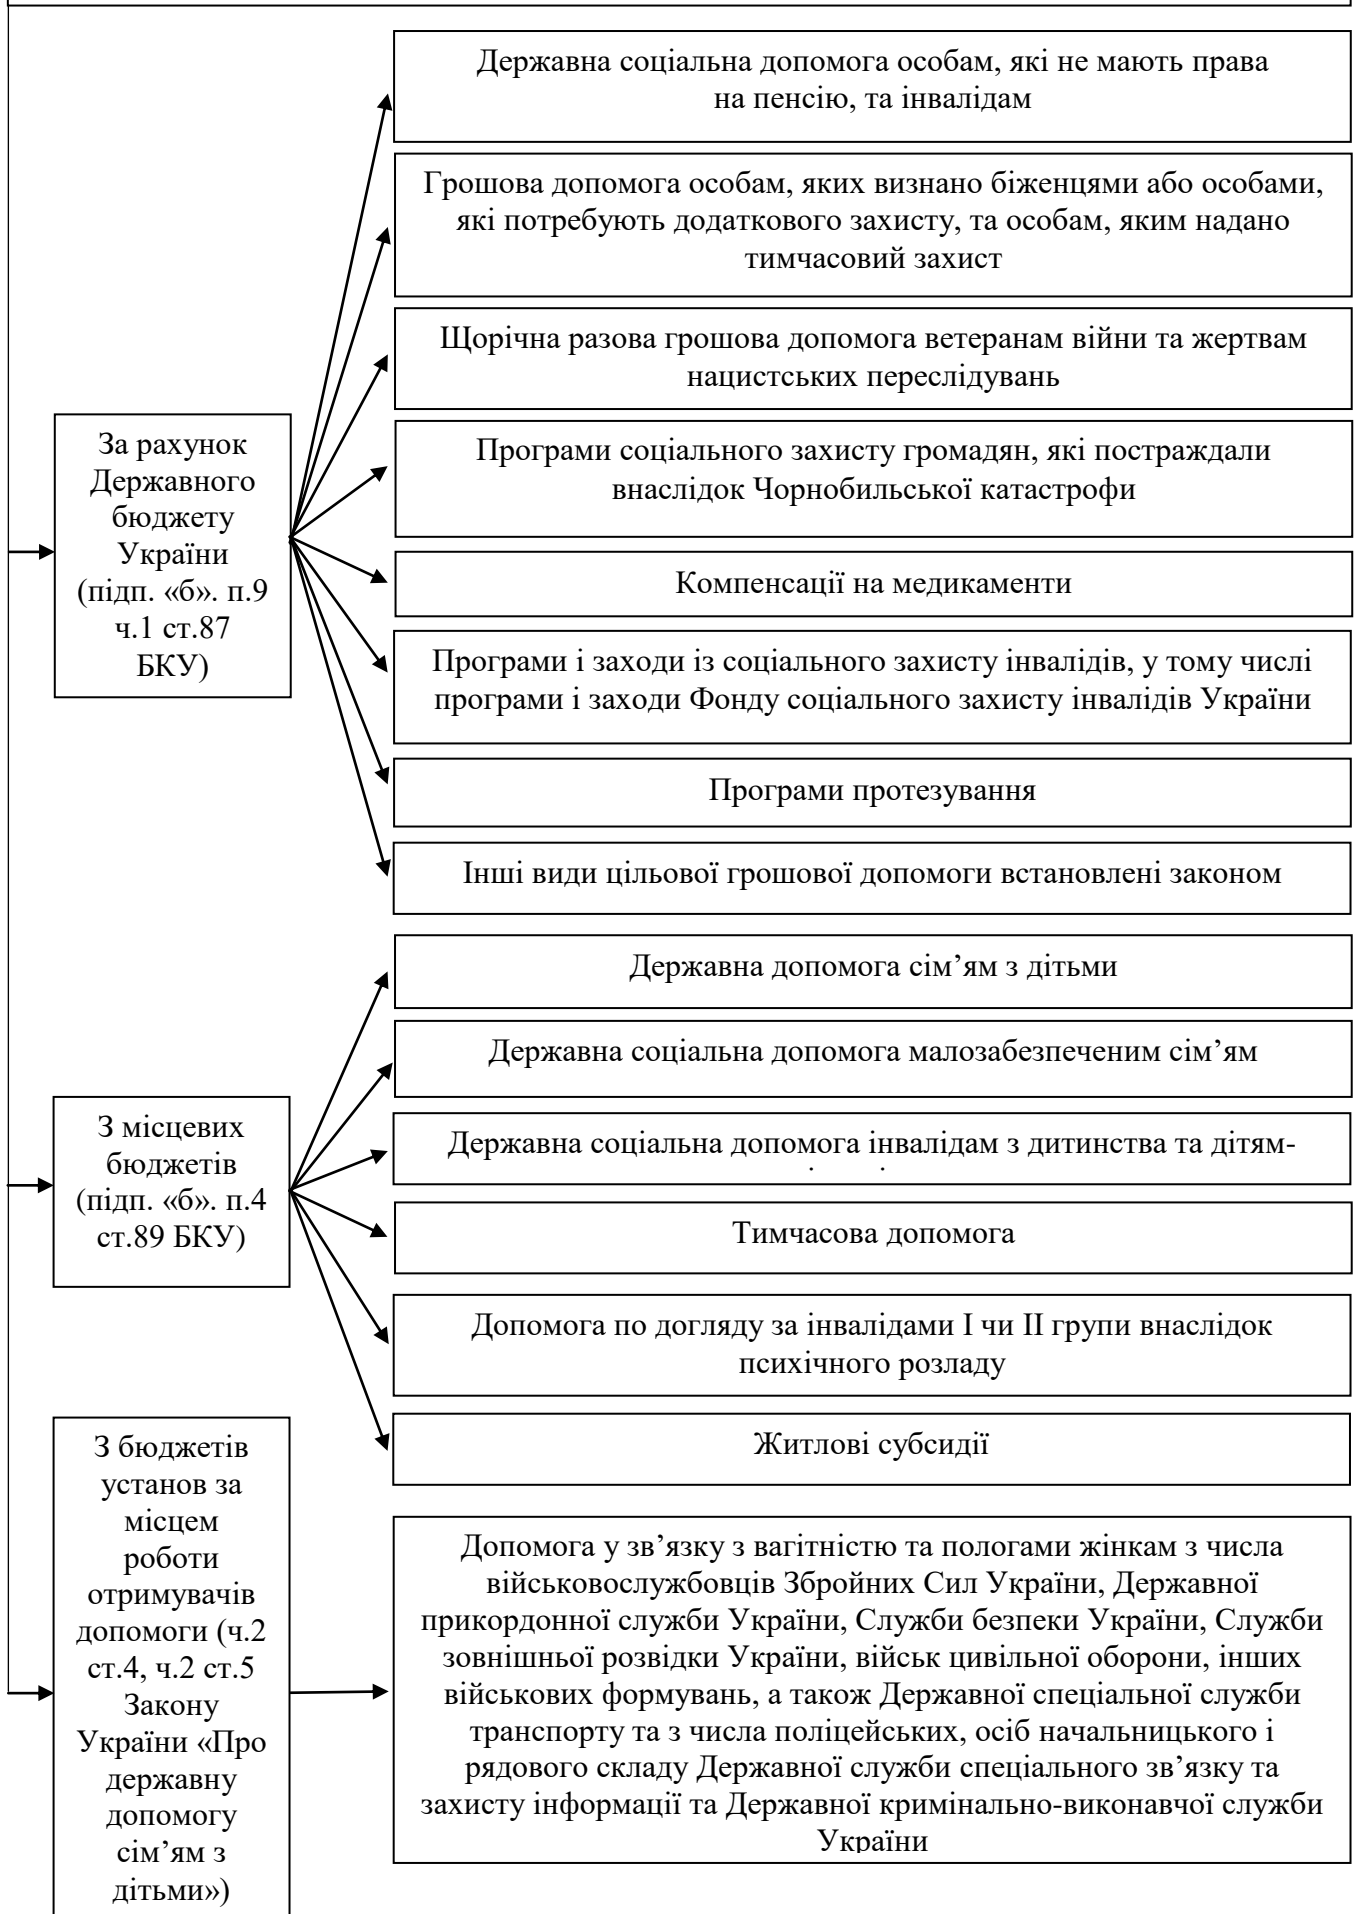 Державна соціальна допомога особам, які не мають права
на пенсію, та інвалідам
Грошова допомога особам, яких визнано біженцями або особами,
які потребують додаткового захисту, та особам, яким надано
тимчасовий захист
Щорічна разова грошова допомога ветеранам війни та жертвам
нацистських переслідувань
За рахунок
Державного
бюджету
України
(підп. «б». п.9
ч.1 ст.87
БКУ)
Програми соціального захисту громадян, які постраждали
внаслідок Чорнобильської катастрофи
Компенсації на медикаменти
Програми і заходи із соціального захисту інвалідів, у тому числі
програми і заходи Фонду соціального захисту інвалідів України
Програми протезування
Інші види цільової грошової допомоги встановлені законом
Державна допомога сім’ям з дітьми
Державна соціальна допомога малозабезпеченим сім’ям
З місцевих
бюджетів
(підп. «б». п.4
ст.89 БКУ)
Державна соціальна допомога інвалідам з дитинства та дітям-
Тимчасова допомога
Допомога по догляду за інвалідами І чи ІІ групи внаслідок
психічного розладу
Житлові субсидії
З бюджетів
установ за
місцем
роботи
отримувачів
допомоги (ч.2
ст.4, ч.2 ст.5
Закону
України «Про
державну
допомогу
сім’ям з
дітьми»)
Допомога у зв’язку з вагітністю та пологами жінкам з числа
військовослужбовців Збройних Сил України, Державної
прикордонної служби України, Служби безпеки України, Служби
зовнішньої розвідки України, військ цивільної оборони, інших
військових формувань, а також Державної спеціальної служби
транспорту та з числа поліцейських, осіб начальницького і
рядового складу Державної служби спеціального зв’язку та
захисту інформації та Державної кримінально-виконавчої служби
України